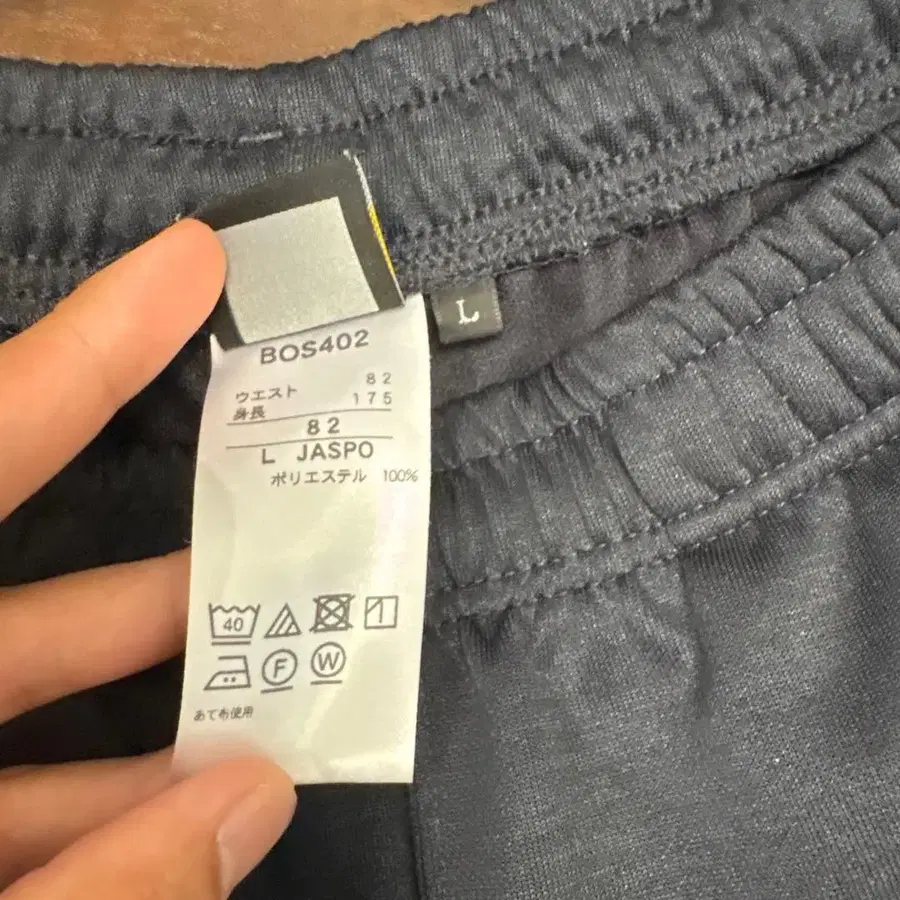 L
BOS402
ウエスト 82
身長 175
82
L JASPO
ポリエステル 100%
40
F W
あて布使用